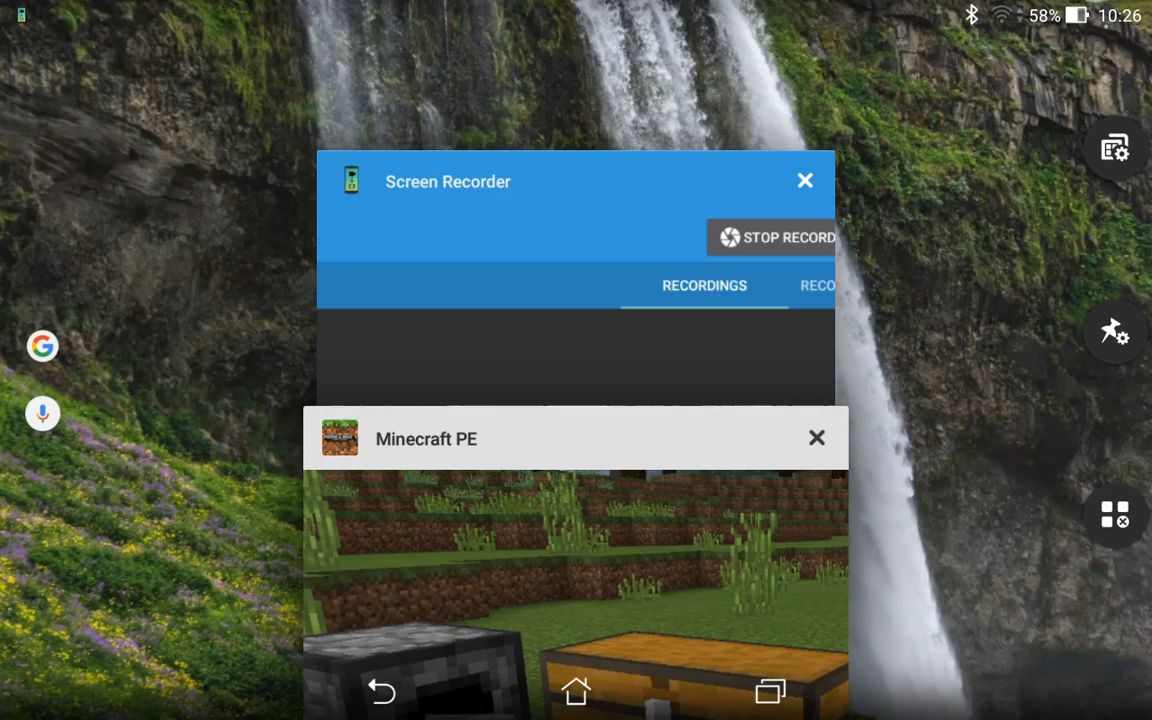 58% 10:26
Screen Recorder
STOP RECORD
RECORDINGS RECO
Minecraft PE